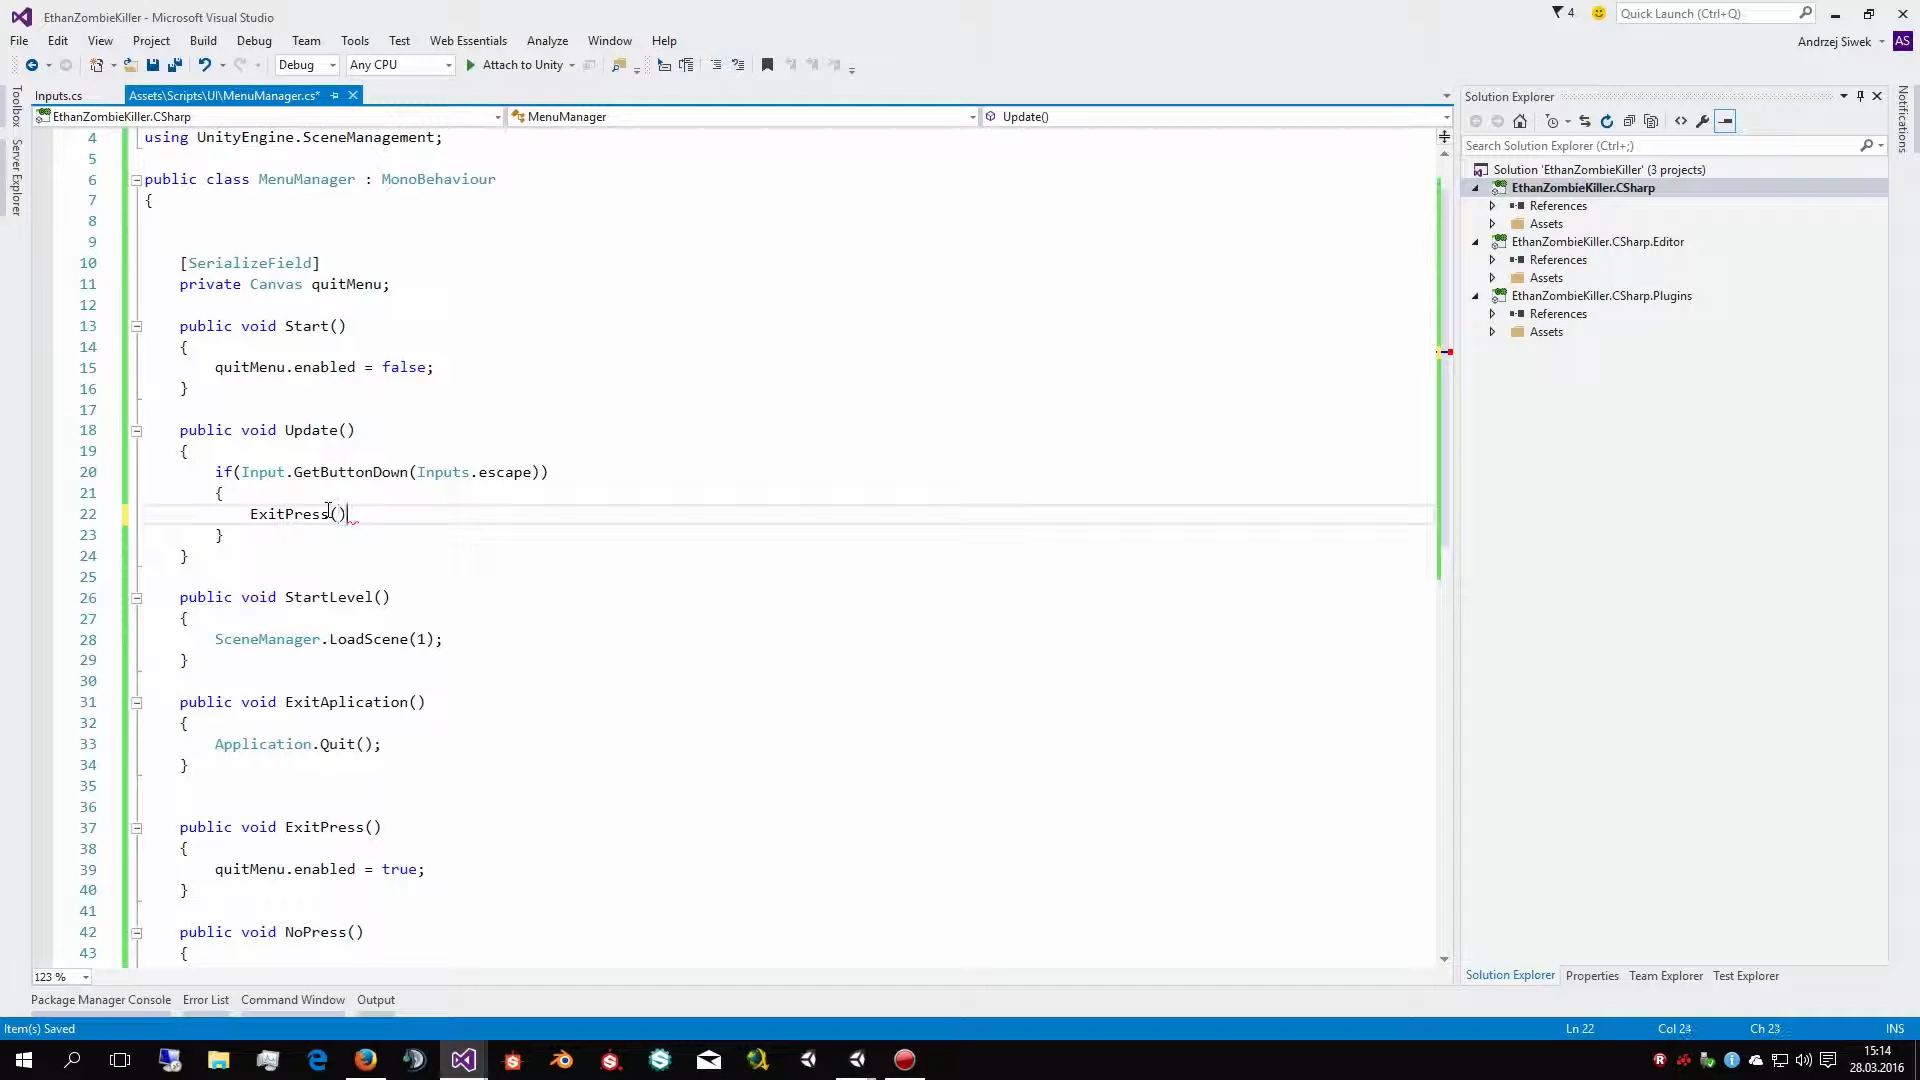 EthanZombieKiller - Microsoft Visual Studio
4
Quick Launch (Ctrl+Q)
File Edit View Project Build Debug Team Tools Test Web Essentials Analyze Window Help
Andrzej Siwek AS
Debug Any CPU Attach to Unity
Toolbox
Server Explorer
Notifications
Inputs.cs Assets\Scripts\UI\MenuManager.cs*
EthanZombieKiller.CSharp MenuManager Update()
4 using UnityEngine.SceneManagement;
5
6 public class MenuManager : MonoBehaviour
7 {
8
9
10 [SerializeField]
11 private Canvas quitMenu;
12
13 public void Start()
14 {
15 quitMenu.enabled = false;
16 }
17
18 public void Update()
19 {
20 if(Input.GetButtonDown(Inputs.escape))
21 {
22 ExitPress()
23 }
24 }
25
26 public void StartLevel()
27 {
28 SceneManager.LoadScene(1);
29 }
30
31 public void ExitAplication()
32 {
33 Application.Quit();
34 }
35
36
37 public void ExitPress()
38 {
39 quitMenu.enabled = true;
40 }
41
42 public void NoPress()
43 {
123 %
Solution Explorer
Search Solution Explorer (Ctrl+;)
Solution 'EthanZombieKiller' (3 projects)
EthanZombieKiller.CSharp
References
Assets
EthanZombieKiller.CSharp.Editor
References
Assets
EthanZombieKiller.CSharp.Plugins
References
Assets
Solution Explorer Properties Team Explorer Test Explorer
Package Manager Console Error List Command Window Output
Item(s) Saved Ln 22 Col 24 Ch 23 INS
15:14
28.03.2016